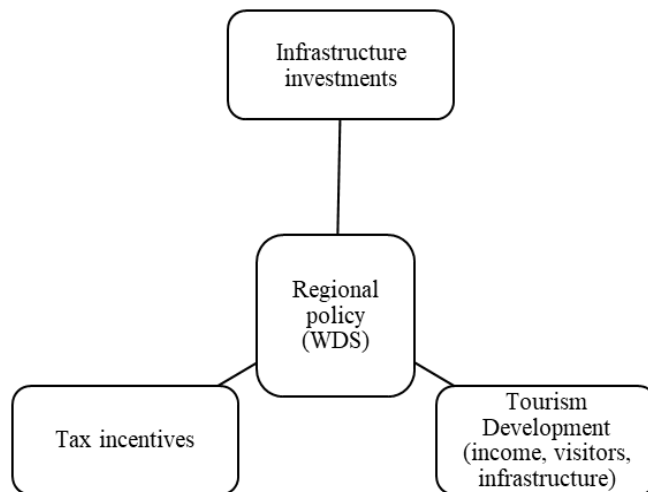 Infrastructure
investments
Regional
policy
(WDS)
Tax incentives
Tourism
Development
(income, visitors,
infrastructure)